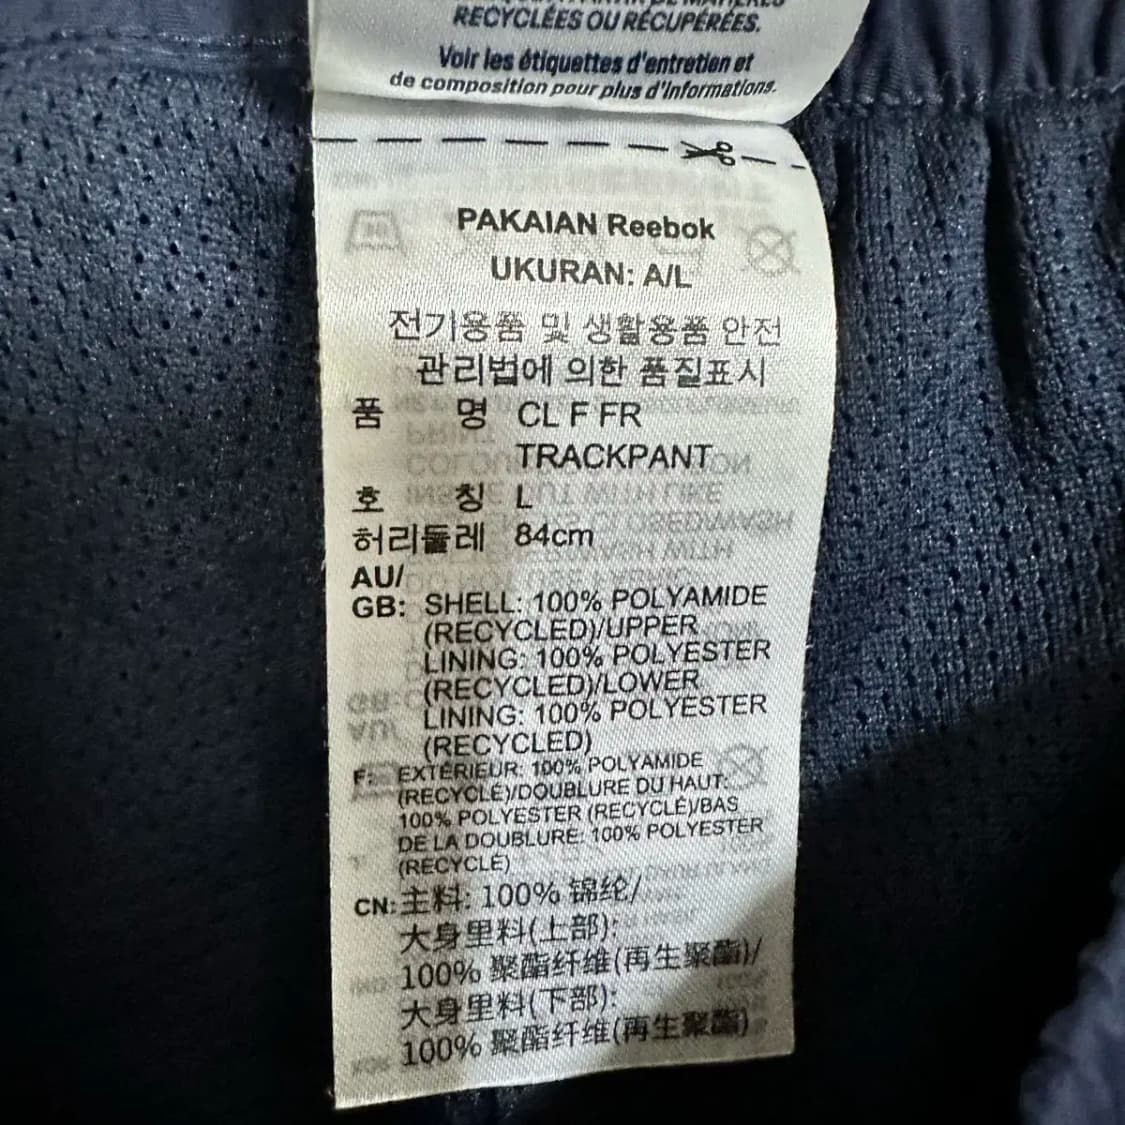 RECYCLÉES OU RÉCUPÉRÉES.
Voir les étiquettes d'entretien et
de composition pour plus d'informations.
PAKAIAN Reebok
UKURAN: A/L
전기용품 및 생활용품 안전
관리법에 의한 품질표시
품 명 CL F FR
TRACKPANT
호 칭 L
허리둘레 84cm
AU/
GB: SHELL: 100% POLYAMIDE
(RECYCLED)/UPPER
LINING: 100% POLYESTER
(RECYCLED)/LOWER
LINING: 100% POLYESTER
(RECYCLED)
F: EXTÉRIEUR: 100% POLYAMIDE
(RECYCLÉ)/DOUBLURE DU HAUT:
100% POLYESTER (RECYCLÉ)/BAS
DE LA DOUBLURE: 100% POLYESTER
(RECYCLÉ)
CN: 主料: 100% 锦纶/
大身里料(上部):
100% 聚酯纤维(再生聚酯)/
大身里料(下部):
100% 聚酯纤维(再生聚酯)